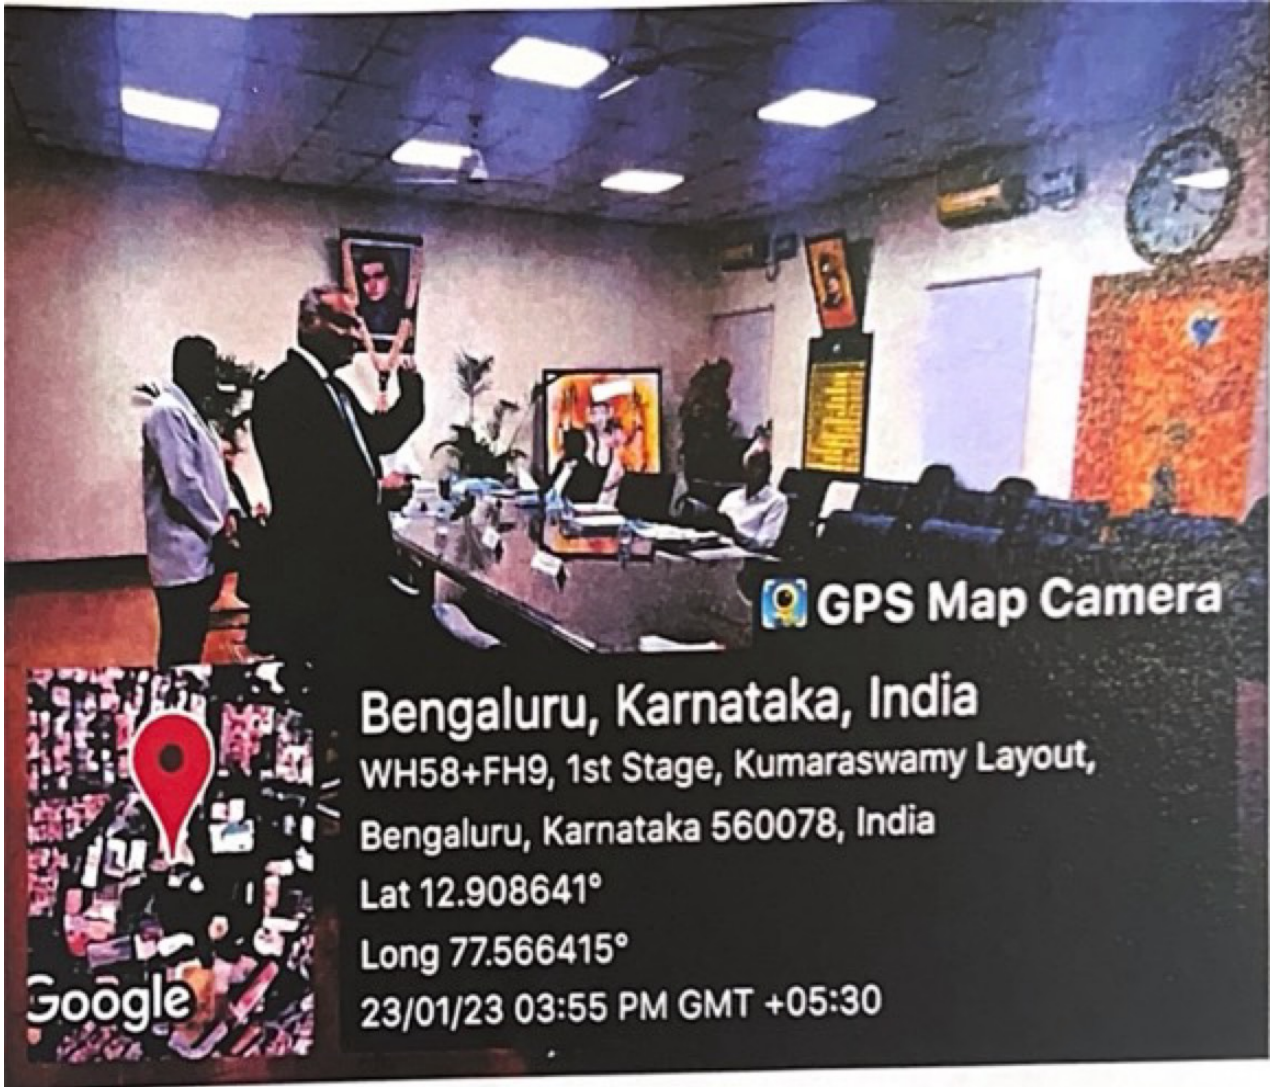 GPS Map Camera
Bengaluru, Karnataka, India
WH58+FH9, 1st Stage, Kumaraswamy Layout,
Bengaluru, Karnataka 560078, India
Lat 12.908641°
Long 77.566415°
23/01/23 03:55 PM GMT +05:30
Google